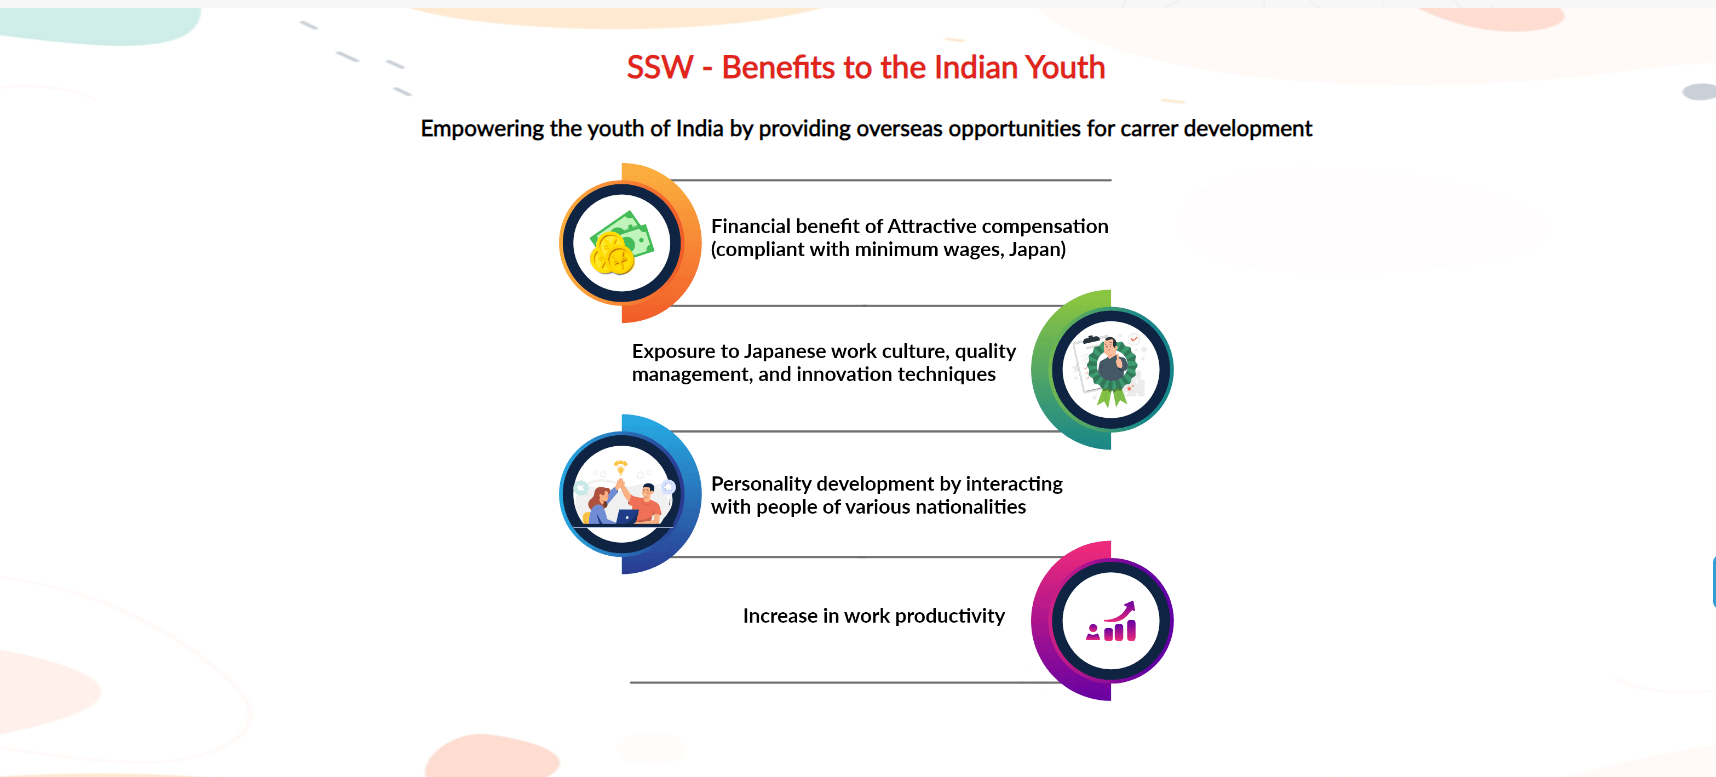 SSW - Benefits to the Indian Youth
Empowering the youth of India by providing overseas opportunities for carrer development
Financial benefit of Attractive compensation
(compliant with minimum wages, Japan)
Exposure to Japanese work culture, quality
management, and innovation techniques
Personality development by interacting
with people of various nationalities
Increase in work productivity